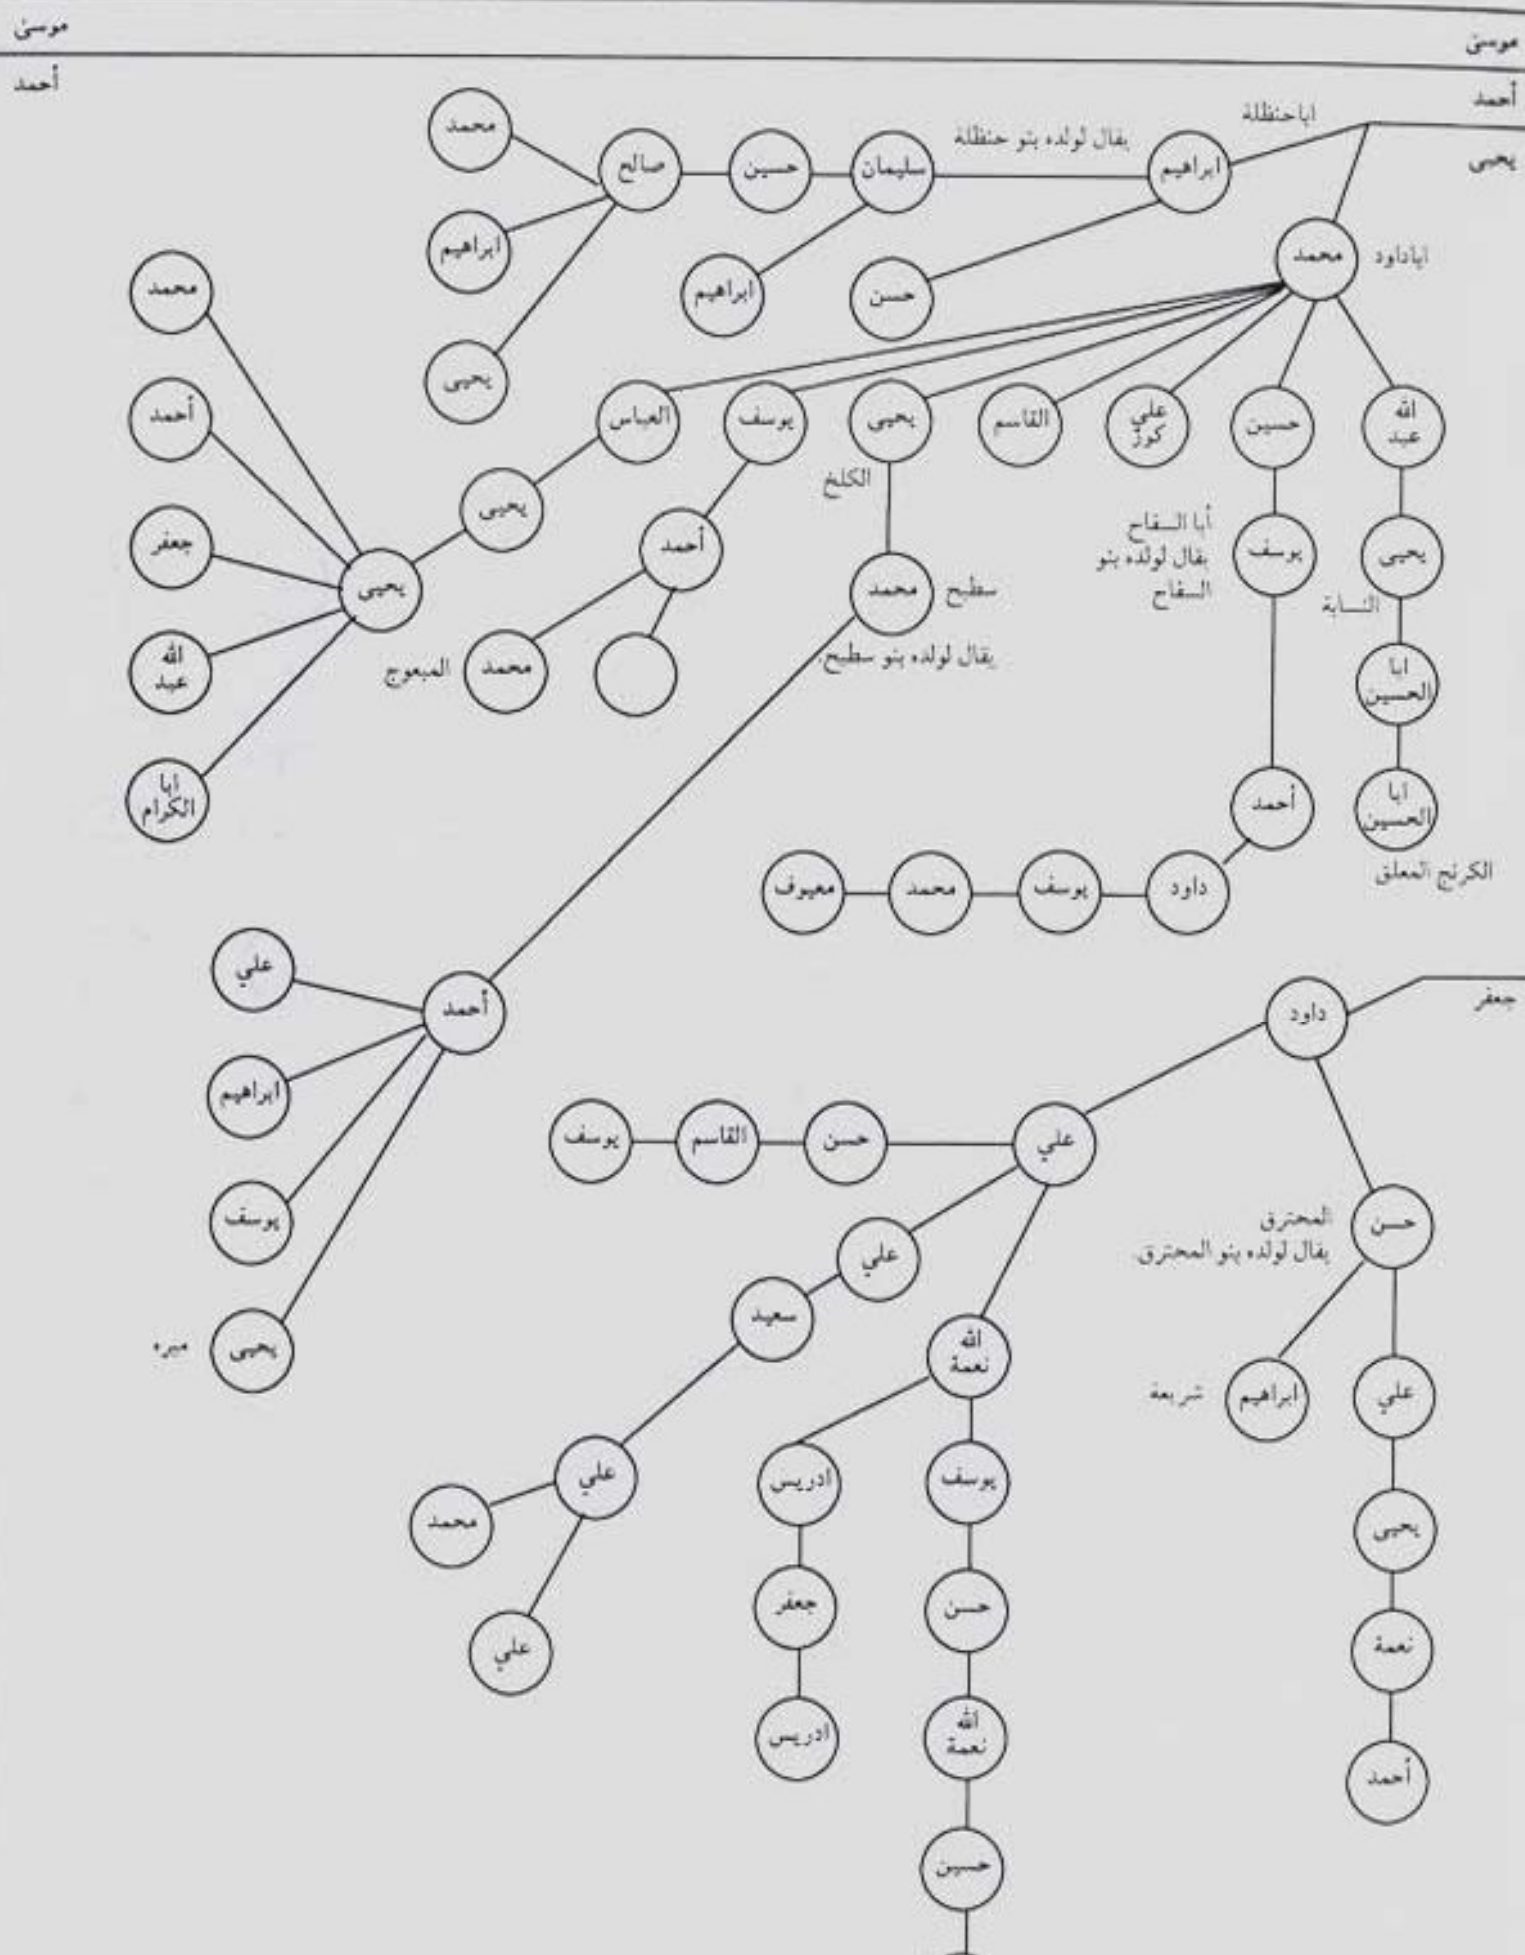 موسى
موسى
أحمد
أحمد
يحيى
اباحنظلة
ابراهيم
يقال لولده بنو حنظلة
سليمان
حسين
صالح
محمد
ابراهيم
يحيى
ابراهيم
حسن
محمد
اباداود
الله
عبد
حسين
علي
كوز
القاسم
يحيى
يوسف
العباس
الكلخ
يحيى
النسابة
ابا
الحسين
ابا
الحسين
الكرنج المعلق
يوسف
أبا السفاح
يقال لولده بنو
السفاح
أحمد
داود
يوسف
محمد
معيوف
محمد
سطيح
يقال لولده بنو سطيح.
أحمد
محمد
المبعوج
يحيى
يحيى
محمد
أحمد
جعفر
الله
عبد
ابا
الكرام
أحمد
علي
ابراهيم
يوسف
يحيى
ميره
جعفر
داود
علي
حسن
القاسم
يوسف
حسن
المحترق
يقال لولده بنو المحترق.
ابراهيم
شريعة
علي
يحيى
نعمة
أحمد
علي
سعيد
علي
محمد
علي
الله
نعمة
ادريس
جعفر
ادريس
يوسف
حسن
الله
نعمة
حسين